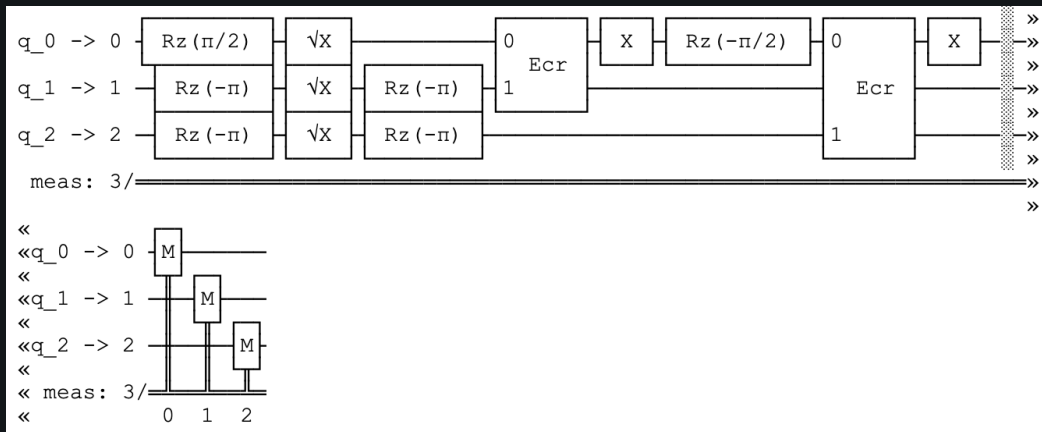 »
q_0 -> 0 Rz(π/2) √X 0 X Rz(-π/2) 0 X »
Ecr »
q_1 -> 1 Rz(-π) √X Rz(-π) 1 Ecr »
»
q_2 -> 2 Rz(-π) √X Rz(-π) 1 »
»
meas: 3/ »
»
«
«q_0 -> 0 M
«
«q_1 -> 1 M
«
«q_2 -> 2 M
«
« meas: 3/
« 0 1 2